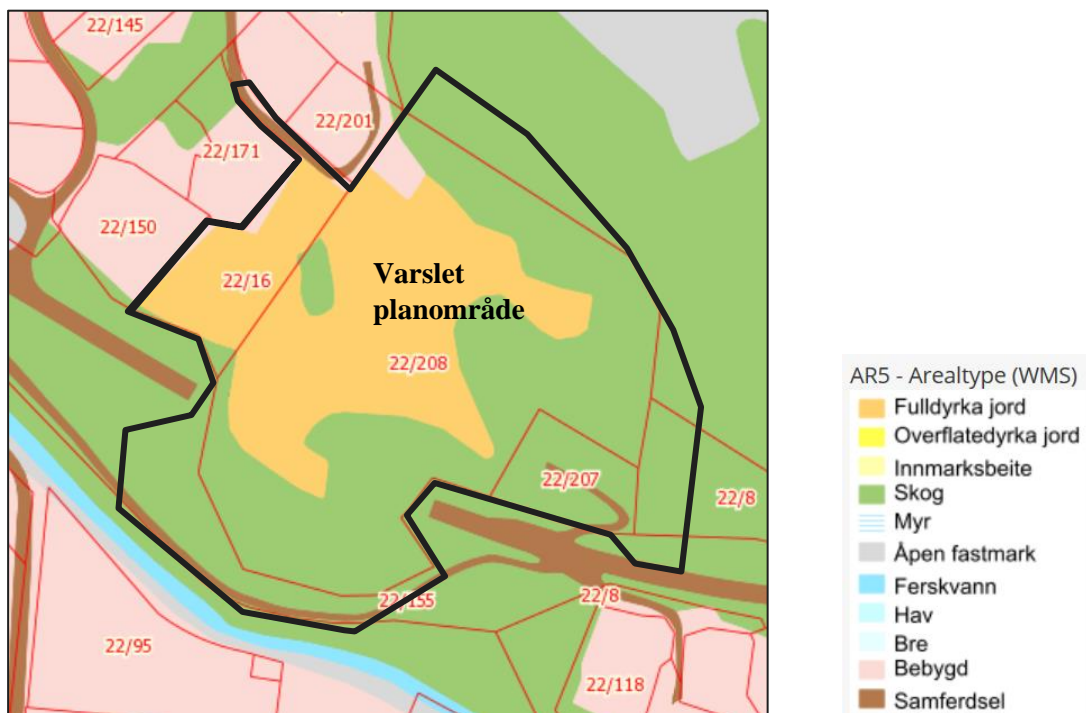 22/145
22/201
22/171
22/150
22/16
Varslet
planområde
22/208
22/207
22/8
22/155
22/8
22/95
22/118
AR5 - Arealtype (WMS)
Fulldyrka jord
Overflatedyrka jord
Innmarksbeite
Skog
Myr
Åpen fastmark
Ferskvann
Hav
Bre
Bebygd
Samferdsel